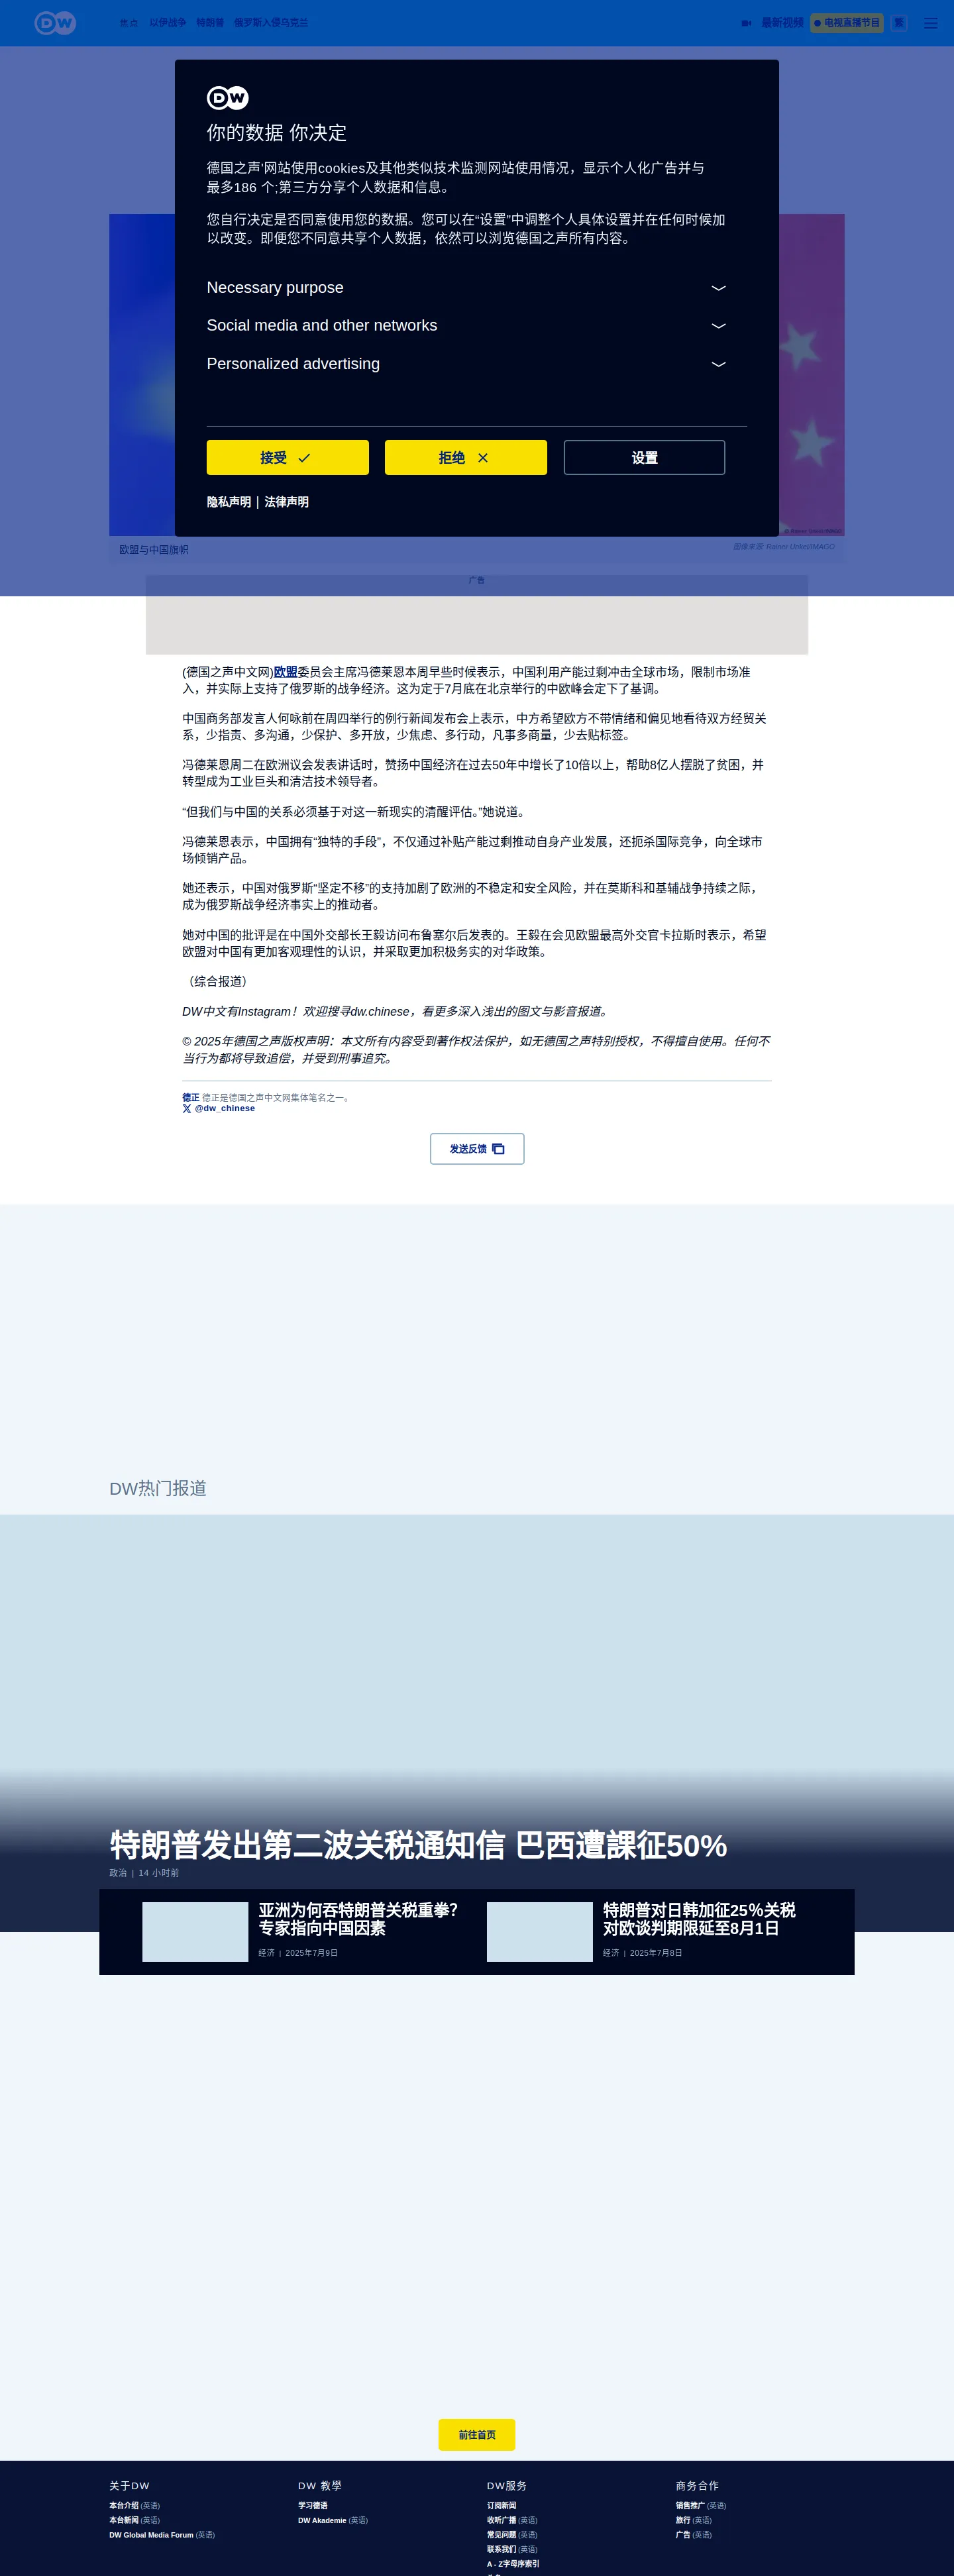 DW 焦点 以伊战争 特朗普 俄罗斯入侵乌克兰 最新视频 电视直播节目 繁
DW
你的数据 你决定
德国之声'网站使用cookies及其他类似技术监测网站使用情况，显示个人化广告并与
最多186 个;第三方分享个人数据和信息。
您自行决定是否同意使用您的数据。您可以在“设置”中调整个人具体设置并在任何时候加
以改变。即便您不同意共享个人数据，依然可以浏览德国之声所有内容。
Necessary purpose
Social media and other networks
Personalized advertising
接受 拒绝 设置
隐私声明 | 法律声明
欧盟与中国旗帜 图像来源: Rainer Unkel/IMAGO
广告
(德国之声中文网)欧盟委员会主席冯德莱恩本周早些时候表示，中国利用产能过剩冲击全球市场，限制市场准
入，并实际上支持了俄罗斯的战争经济。这为定于7月底在北京举行的中欧峰会定下了基调。
中国商务部发言人何咏前在周四举行的例行新闻发布会上表示，中方希望欧方不带情绪和偏见地看待双方经贸关
系，少指责、多沟通，少保护、多开放，少焦虑、多行动，凡事多商量，少去贴标签。
冯德莱恩周二在欧洲议会发表讲话时，赞扬中国经济在过去50年中增长了10倍以上，帮助8亿人摆脱了贫困，并
转型成为工业巨头和清洁技术领导者。
“但我们与中国的关系必须基于对这一新现实的清醒评估。”她说道。
冯德莱恩表示，中国拥有“独特的手段”，不仅通过补贴产能过剩推动自身产业发展，还扼杀国际竞争，向全球市
场倾销产品。
她还表示，中国对俄罗斯“坚定不移”的支持加剧了欧洲的不稳定和安全风险，并在莫斯科和基辅战争持续之际，
成为俄罗斯战争经济事实上的推动者。
她对中国的批评是在中国外交部长王毅访问布鲁塞尔后发表的。王毅在会见欧盟最高外交官卡拉斯时表示，希望
欧盟对中国有更加客观理性的认识，并采取更加积极务实的对华政策。
（综合报道）
DW中文有Instagram！欢迎搜寻dw.chinese，看更多深入浅出的图文与影音报道。
© 2025年德国之声版权声明：本文所有内容受到著作权法保护，如无德国之声特别授权，不得擅自使用。任何不
当行为都将导致追偿，并受到刑事追究。
德正 德正是德国之声中文网集体笔名之一。
@dw_chinese
发送反馈
DW热门报道
特朗普发出第二波关税通知信 巴西遭課征50%
政治 | 14 小时前
亚洲为何吞特朗普关税重拳？
专家指向中国因素
经济 | 2025年7月9日
特朗普对日韩加征25％关税
对欧谈判期限延至8月1日
经济 | 2025年7月8日
前往首页
关于DW
本台介绍 (英语)
本台新闻 (英语)
DW Global Media Forum (英语)
DW 教學
学习德语
DW Akademie (英语)
DW服务
订阅新闻
收听广播 (英语)
常见问题 (英语)
联系我们 (英语)
A - Z字母序索引
商务合作
销售推广 (英语)
旅行 (英语)
广告 (英语)